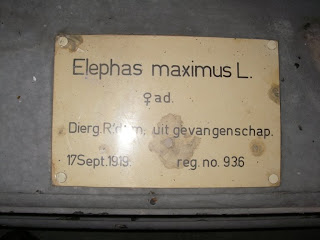 Elephas maximus L.
♀ ad.
Dierg. R'dam, uit gevangenschap.
17 Sept. 1919 reg. no. 936